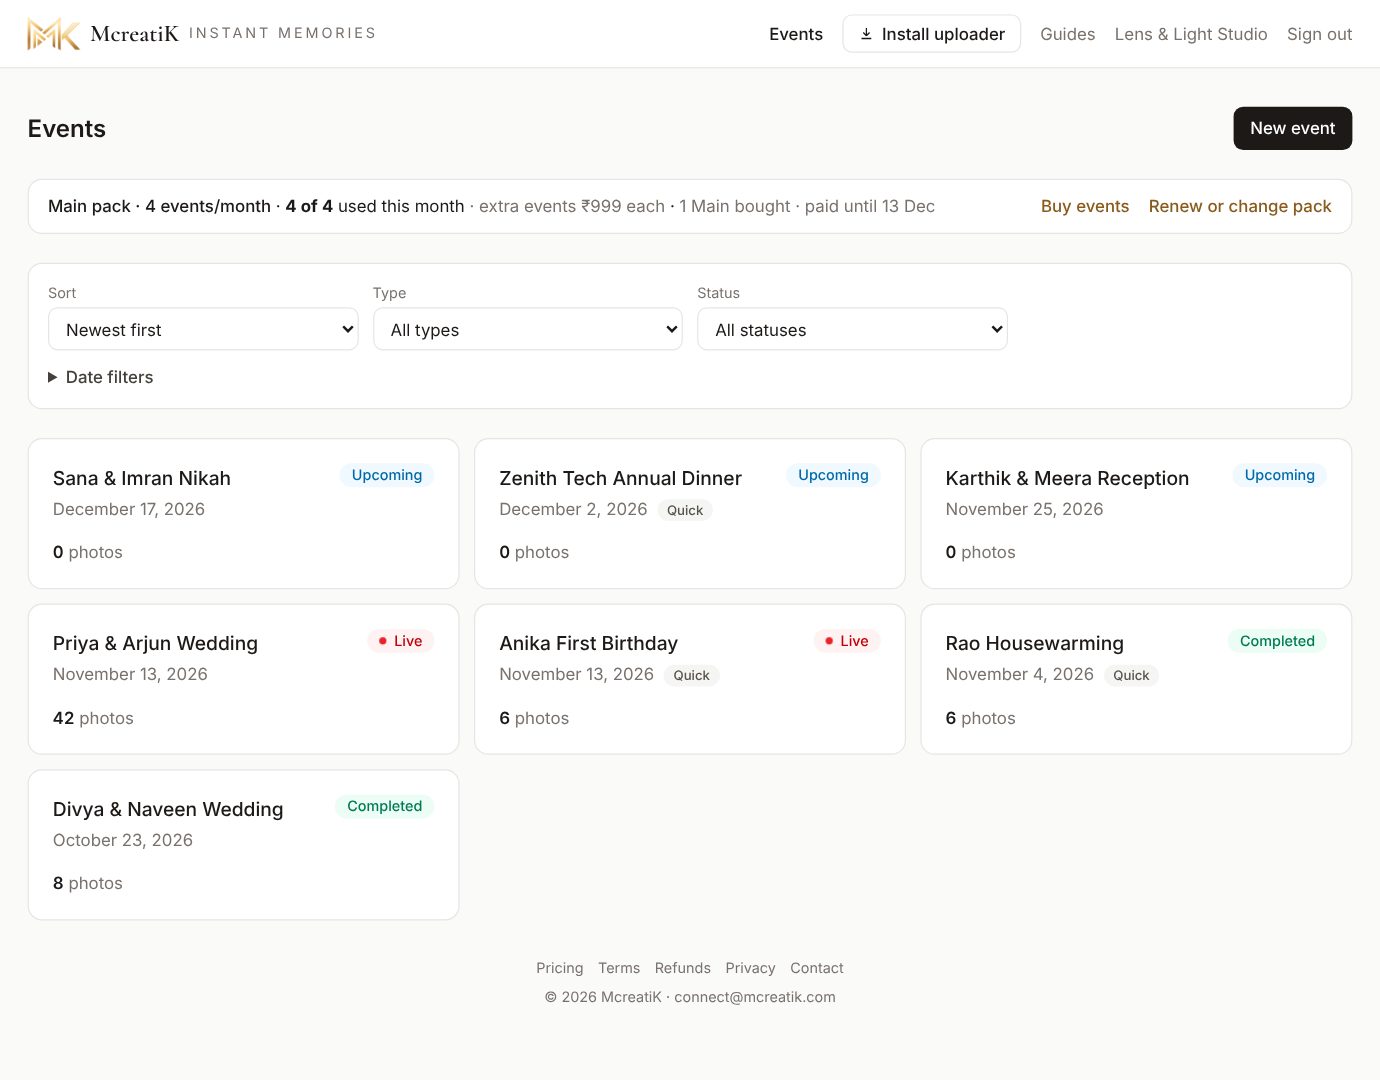 MK McreatiK INSTANT MEMORIES
Events Install uploader Guides Lens & Light Studio Sign out
Events
New event
Main pack · 4 events/month · 4 of 4 used this month · extra events ₹999 each · 1 Main bought · paid until 13 Dec
Buy events Renew or change pack
Sort Type Status
Newest first All types All statuses
Date filters
Sana & Imran Nikah Upcoming
December 17, 2026
0 photos
Zenith Tech Annual Dinner Upcoming
December 2, 2026 Quick
0 photos
Karthik & Meera Reception Upcoming
November 25, 2026
0 photos
Priya & Arjun Wedding Live
November 13, 2026
42 photos
Anika First Birthday Live
November 13, 2026 Quick
6 photos
Rao Housewarming Completed
November 4, 2026 Quick
6 photos
Divya & Naveen Wedding Completed
October 23, 2026
8 photos
Pricing Terms Refunds Privacy Contact
© 2026 McreatiK · connect@mcreatik.com